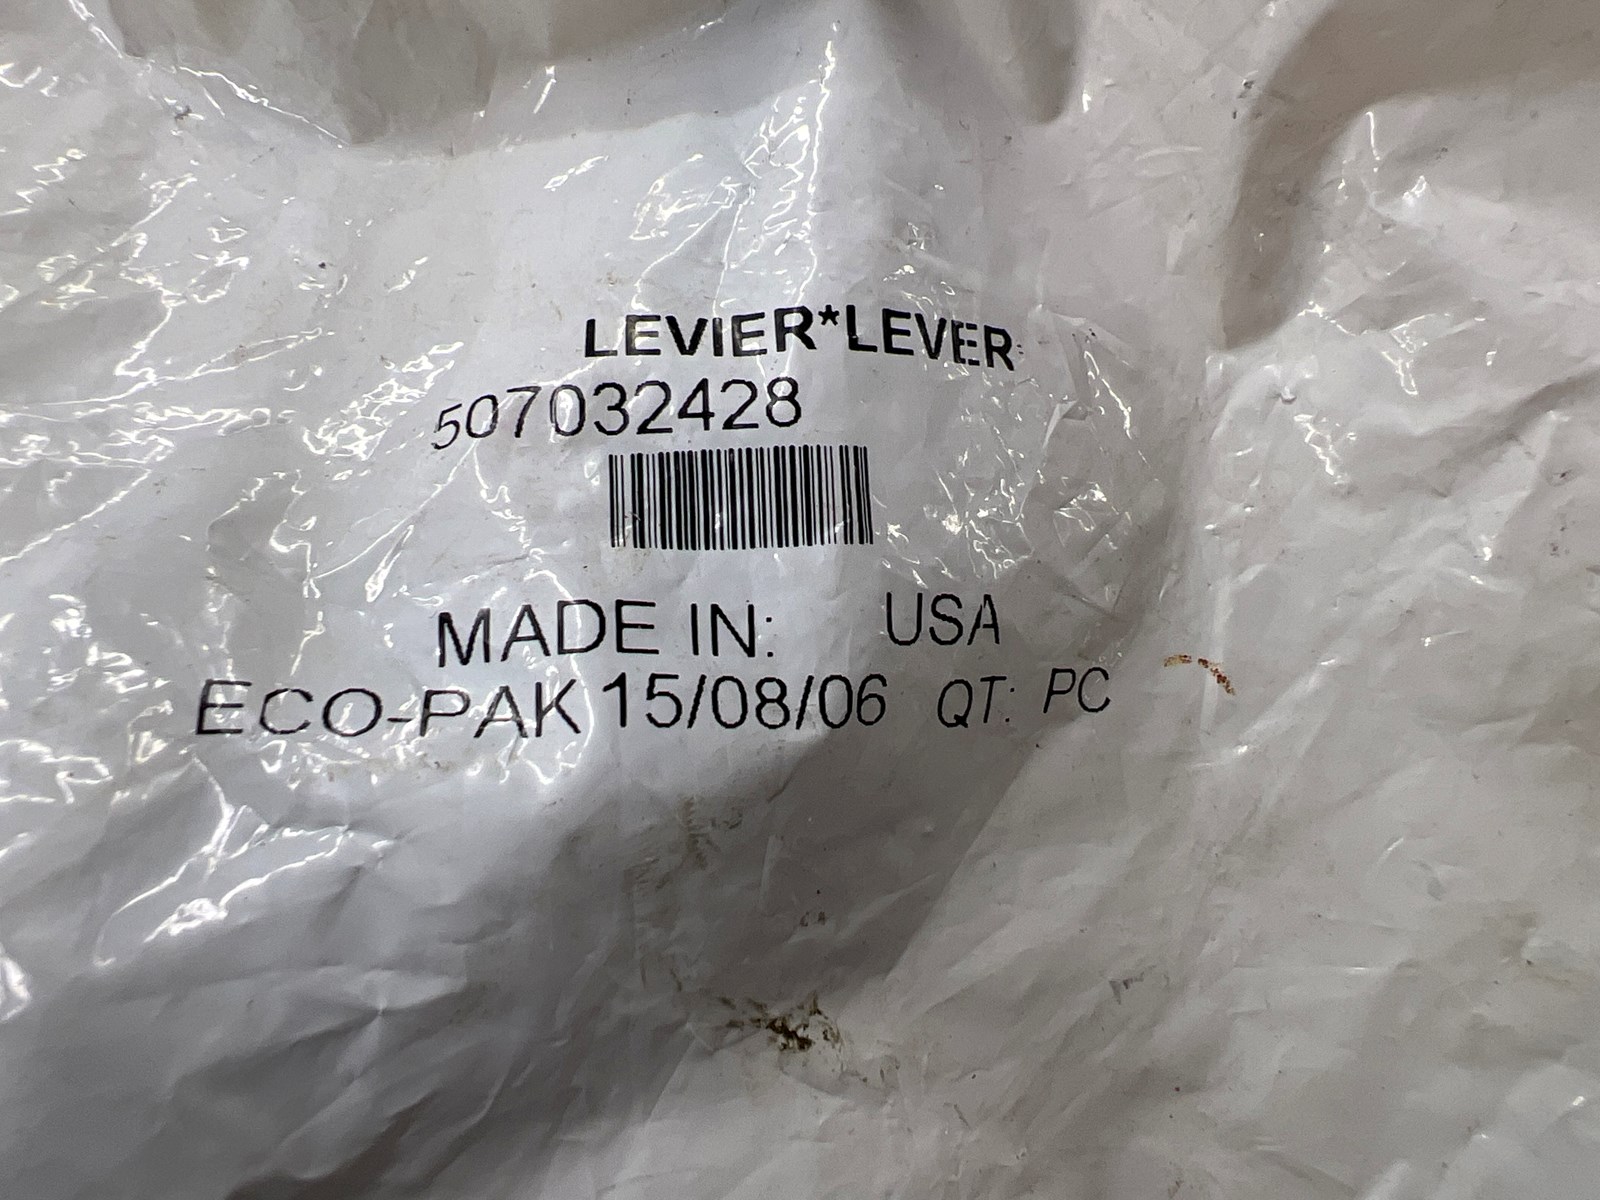 LEVIER*LEVER
507032428
MADE IN: USA
ECO-PAK 15/08/06 QT: PC